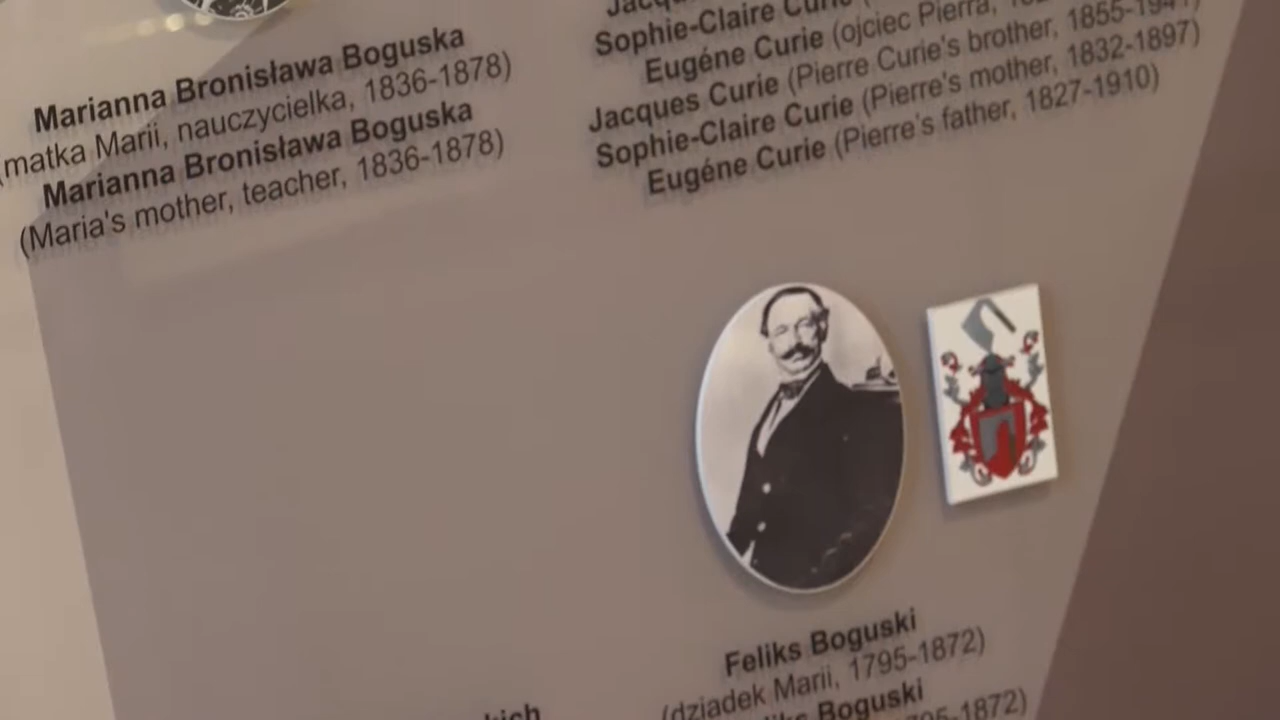 Marianna Bronisława Boguska
(matka Marii, nauczycielka, 1836-1878)
Marianna Bronisława Boguska
(Maria's mother, teacher, 1836-1878)
Sophie-Claire Curie
Eugéne Curie (ojciec Pierra,
Jacques Curie (Pierre Curie's brother, 1855-1941)
Sophie-Claire Curie (Pierre's mother, 1832-1897)
Eugéne Curie (Pierre's father, 1827-1910)
Feliks Boguski
(dziadek Marii, 1795-1872)
Boguski